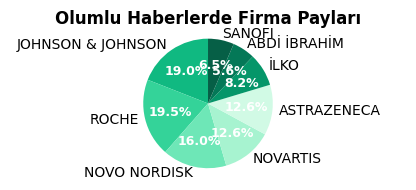 Olumlu Haberlerde Firma Payları
SANOFİ
ABDİ İBRAHİM
İLKO
ASTRAZENECA
NOVARTIS
NOVO NORDISK
ROCHE
JOHNSON & JOHNSON
6.5%
5.6%
8.2%
12.6%
12.6%
16.0%
19.5%
19.0%